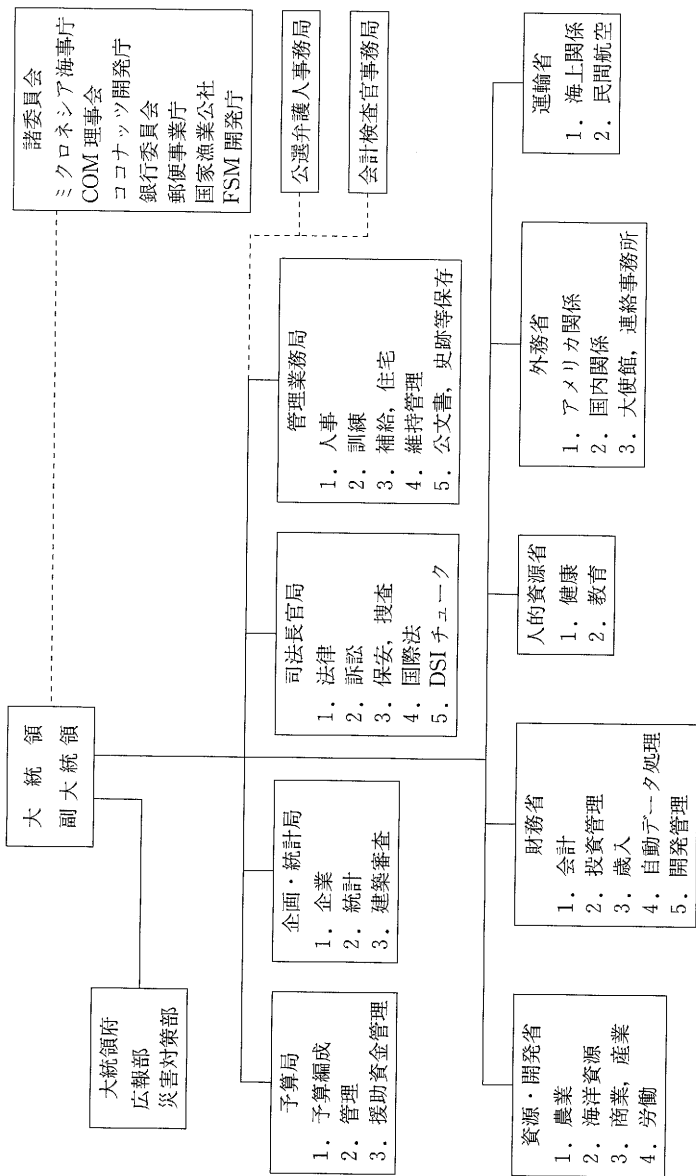 大統領
副大統領
諸委員会
ミクロネシア海事庁
COM 理事会
ココナッツ開発庁
銀行委員会
郵便事業庁
国家漁業公社
FSM 開発庁
大統領府
広報部
災害対策部
公選弁護人事務局
会計検査官事務局
予算局
1．予算編成
2．管理
3．援助資金管理
企画・統計局
1．企業
2．統計
3．建築審査
司法長官局
1．法律
2．訴訟
3．保安，捜査
4．国際法
5．DSI チューク
管理業務局
1．人事
2．訓練
3．補給，住宅
4．維持管理
5．公文書，史跡等保存
資源・開発省
1．農業
2．海洋資源
3．商業，産業
4．労働
財務省
1．会計
2．投資管理
3．歳入
4．自動データ処理
5．開発管理
人的資源省
1．健康
2．教育
外務省
1．アメリカ関係
2．国内関係
3．大使館，連絡事務所
運輸省
1．海上関係
2．民間航空